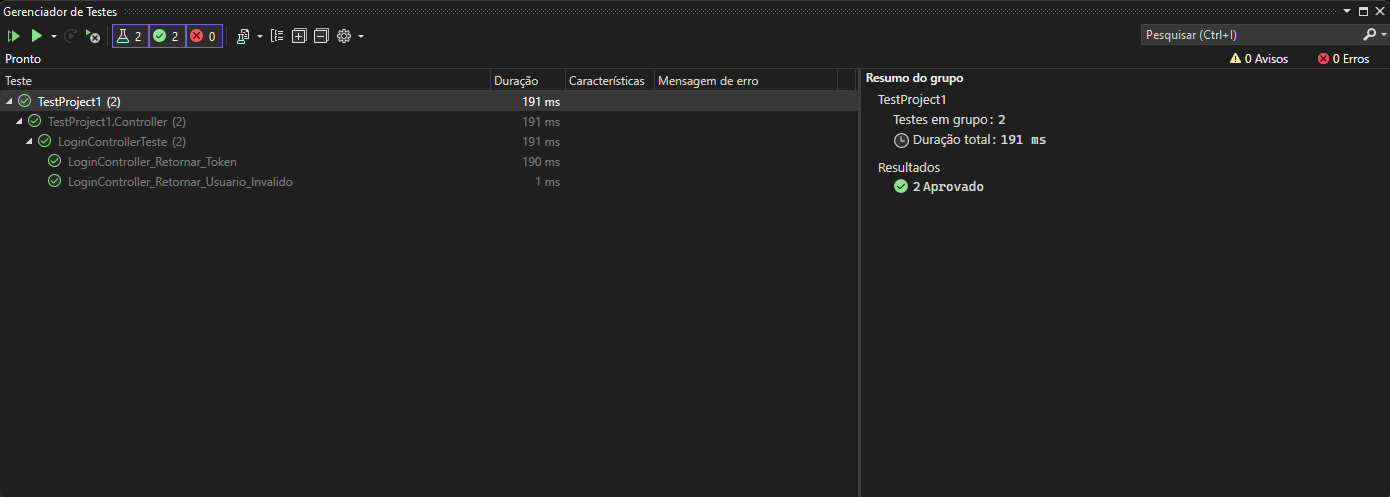 Gerenciador de Testes
2 2 0
Pesquisar (Ctrl+I)
Pronto
0 Avisos 0 Erros
Teste Duração Características Mensagem de erro
TestProject1 (2) 191 ms
TestProject1.Controller (2) 191 ms
LoginControllerTeste (2) 191 ms
LoginController_Retornar_Token 190 ms
LoginController_Retornar_Usuario_Invalido 1 ms
Resumo do grupo
TestProject1
Testes em grupo: 2
Duração total: 191 ms
Resultados
2 Aprovado